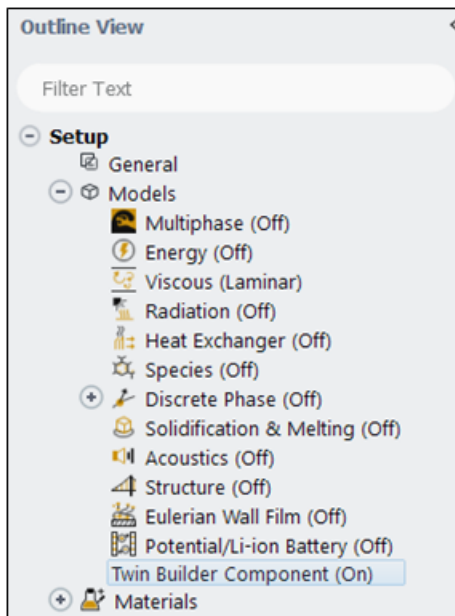 Outline View
Filter Text
Setup
General
Models
Multiphase (Off)
Energy (Off)
Viscous (Laminar)
Radiation (Off)
Heat Exchanger (Off)
Species (Off)
Discrete Phase (Off)
Solidification & Melting (Off)
Acoustics (Off)
Structure (Off)
Eulerian Wall Film (Off)
Potential/Li-ion Battery (Off)
Twin Builder Component (On)
Materials